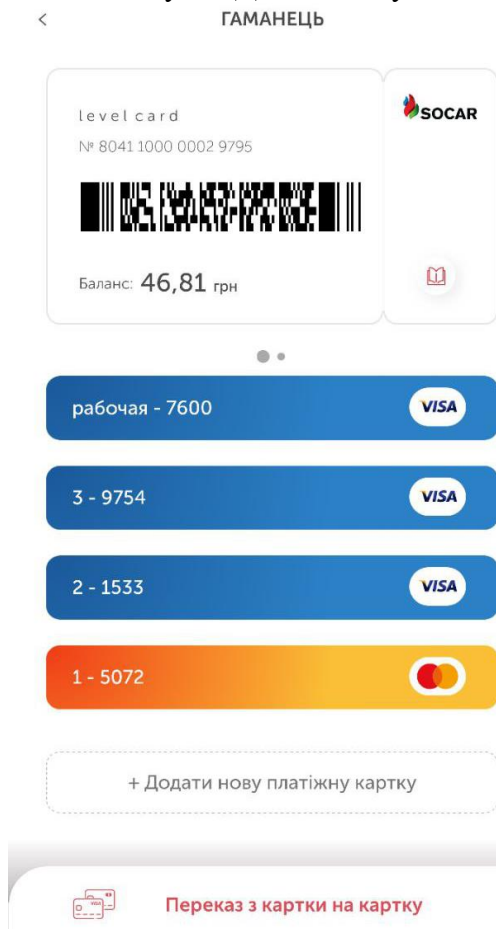 ГАМАНЕЦЬ
level card
SOCAR
№ 8041 1000 0002 9795
Баланс: 46,81 грн
рабочая - 7600
VISA
3 - 9754
VISA
2 - 1533
VISA
1 - 5072
+ Додати нову платіжну картку
Переказ з картки на картку